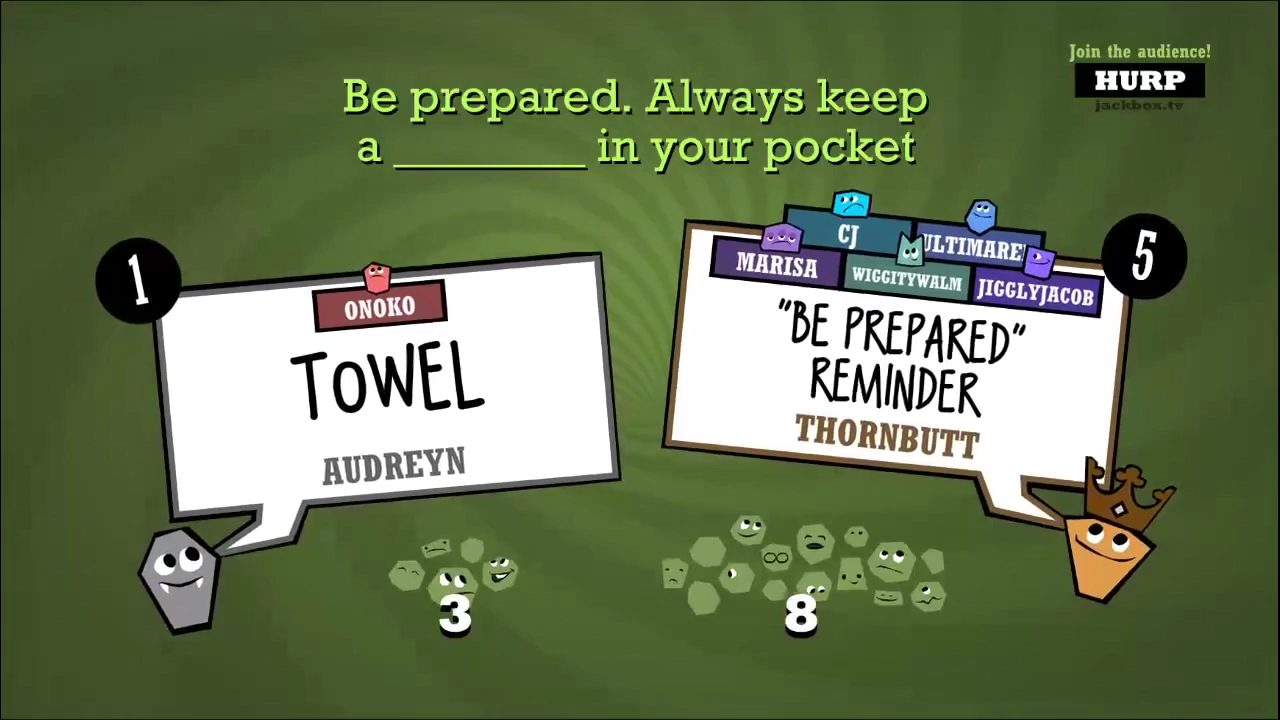 Join the audience!
HURP
jackbox.tv
Be prepared. Always keep
a ________ in your pocket
1
ONOKO
TOWEL
AUDREYN
3
CJ
ULTIMARE
MARISA
WIGGITYWALM
JIGGLYJACOB
5
"BE PREPARED"
REMINDER
THORNBUTT
8